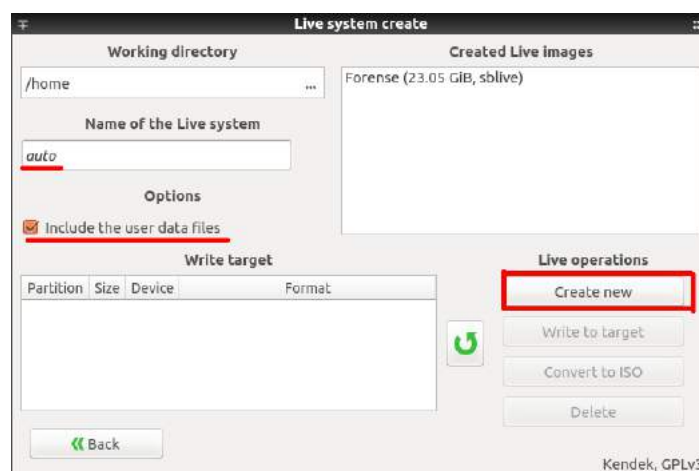 Live system create
Working directory
/home ...
Name of the Live system
auto
Options
Include the user data files
Created Live images
Forense (23.05 GiB, sblive)
Write target
Partition Size Device Format
Live operations
Create new
Write to target
Convert to ISO
Delete
Back
Kendek, GPLv3